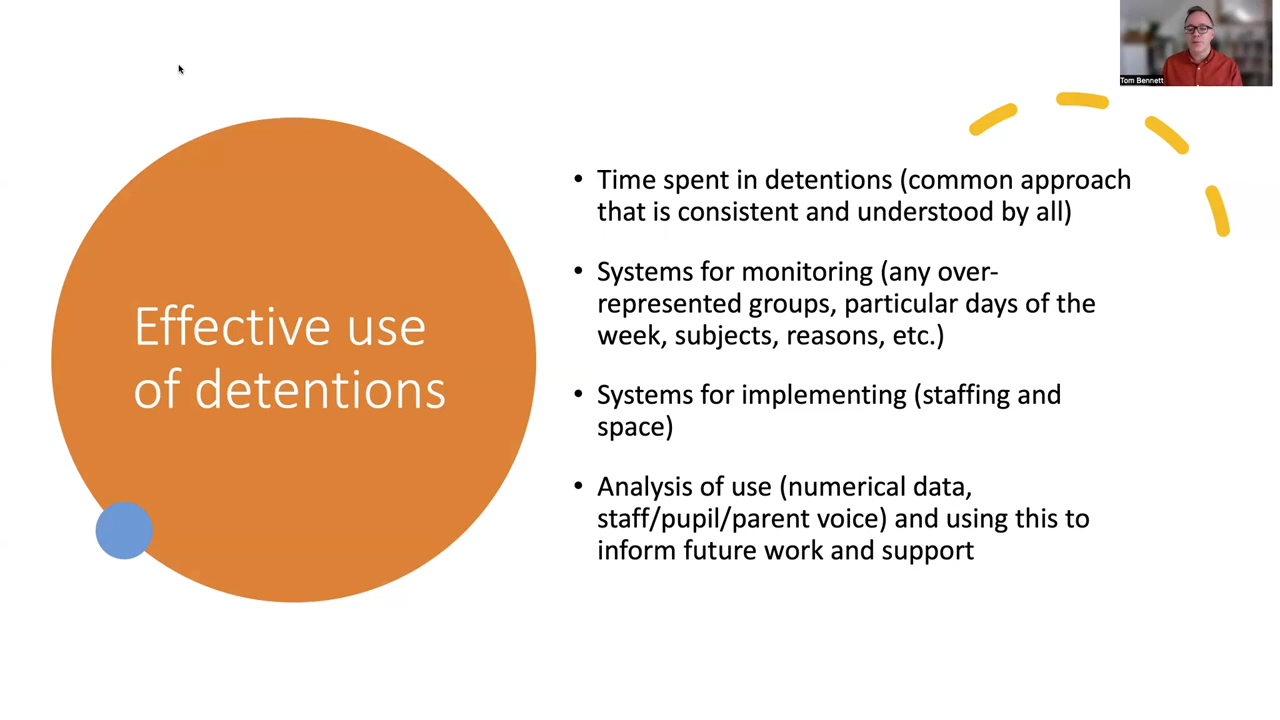 Tom Bennett
Effective use
of detentions
• Time spent in detentions (common approach
that is consistent and understood by all)
• Systems for monitoring (any over-
represented groups, particular days of the
week, subjects, reasons, etc.)
• Systems for implementing (staffing and
space)
• Analysis of use (numerical data,
staff/pupil/parent voice) and using this to
inform future work and support